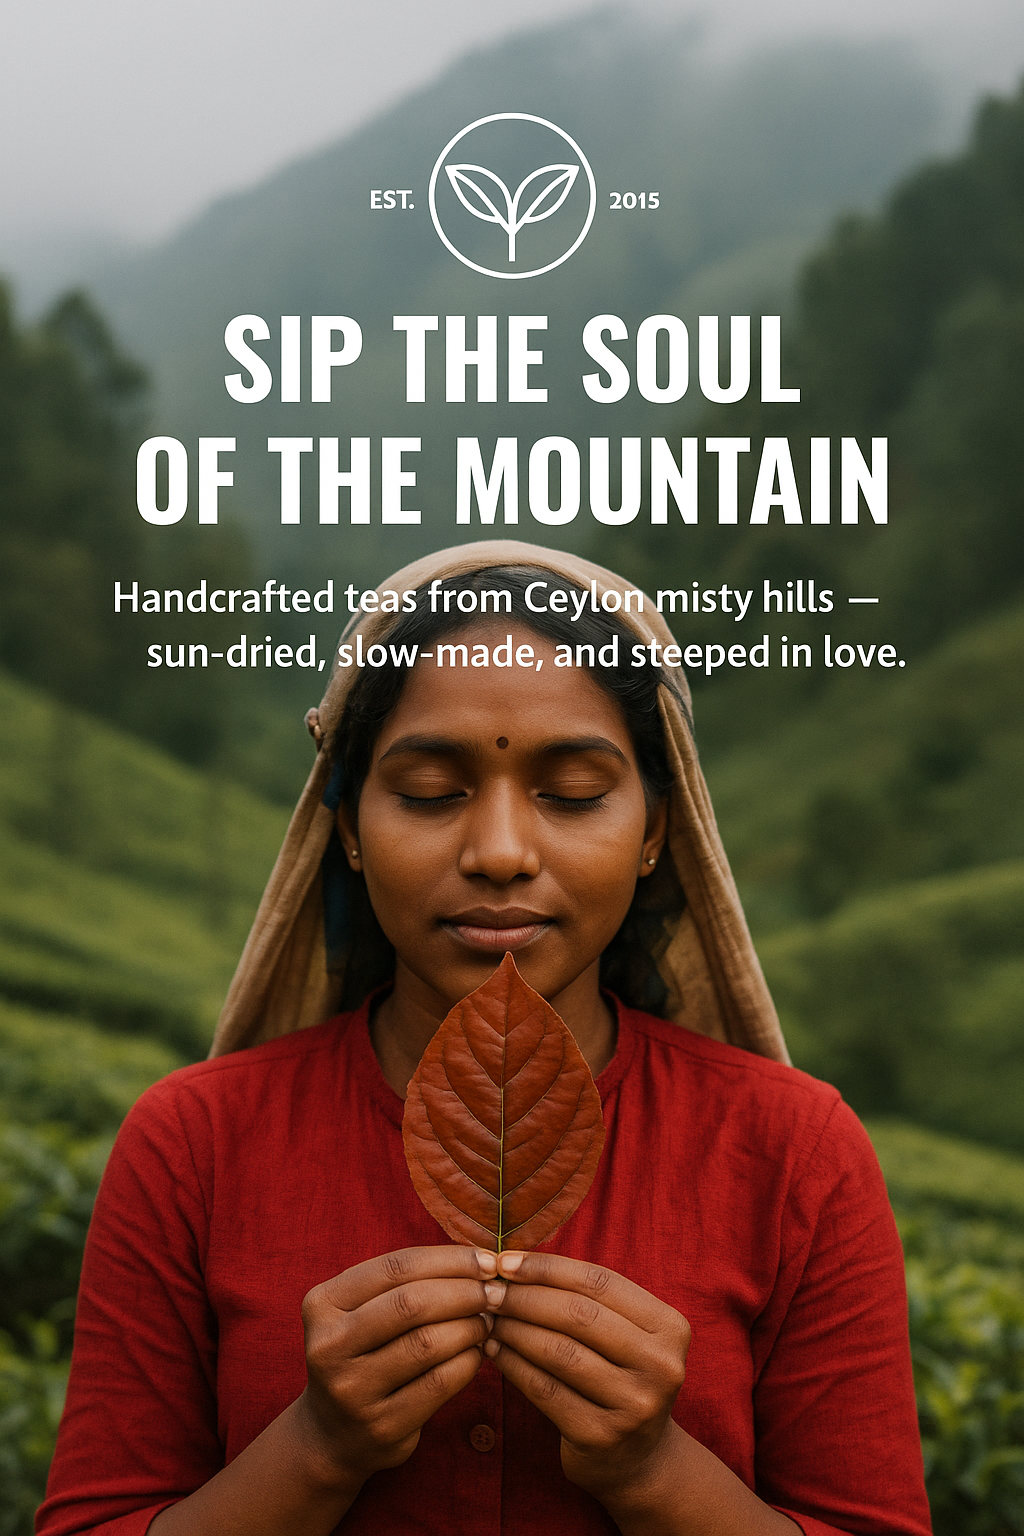 EST. 2015
SIP THE SOUL
OF THE MOUNTAIN
Handcrafted teas from Ceylon misty hills —
sun-dried, slow-made, and steeped in love.